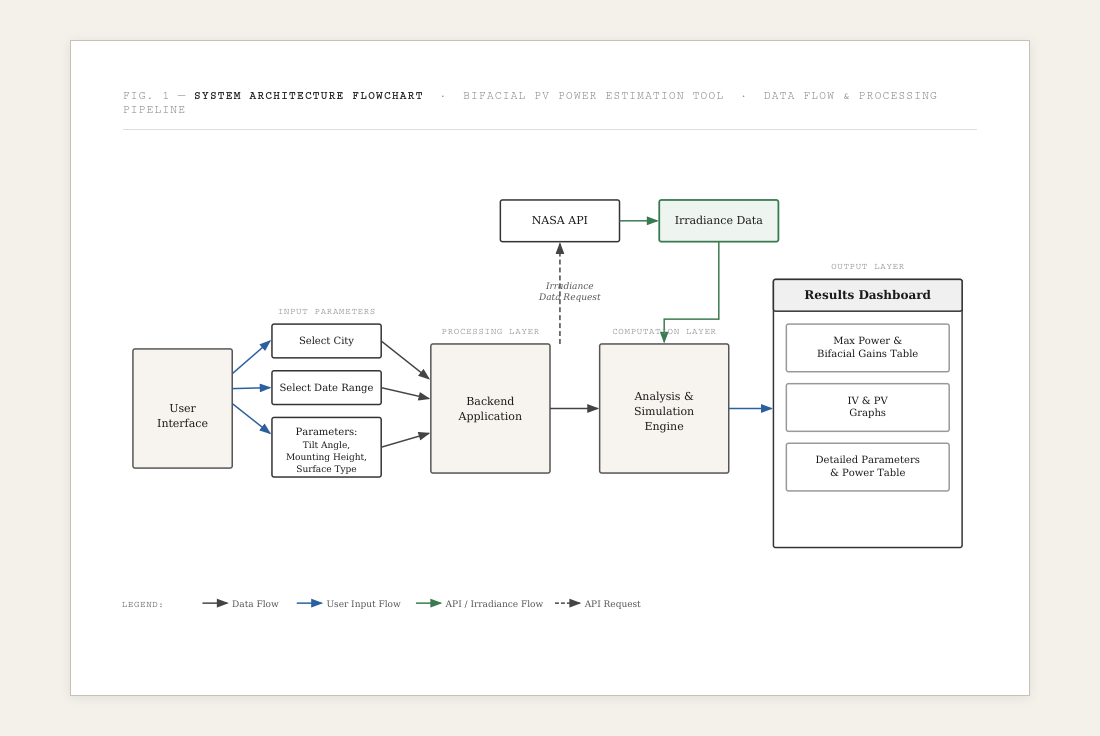 FIG. 1 — SYSTEM ARCHITECTURE FLOWCHART · BIFACIAL PV POWER ESTIMATION TOOL · DATA FLOW & PROCESSING
PIPELINE
NASA API
Irradiance Data
Irradiance
Data Request
OUTPUT LAYER
Results Dashboard
INPUT PARAMETERS
PROCESSING LAYER
COMPUTATION LAYER
User
Interface
Select City
Select Date Range
Parameters:
Tilt Angle,
Mounting Height,
Surface Type
Backend
Application
Analysis &
Simulation
Engine
Max Power &
Bifacial Gains Table
IV & PV
Graphs
Detailed Parameters
& Power Table
LEGEND:
Data Flow
User Input Flow
API / Irradiance Flow
API Request